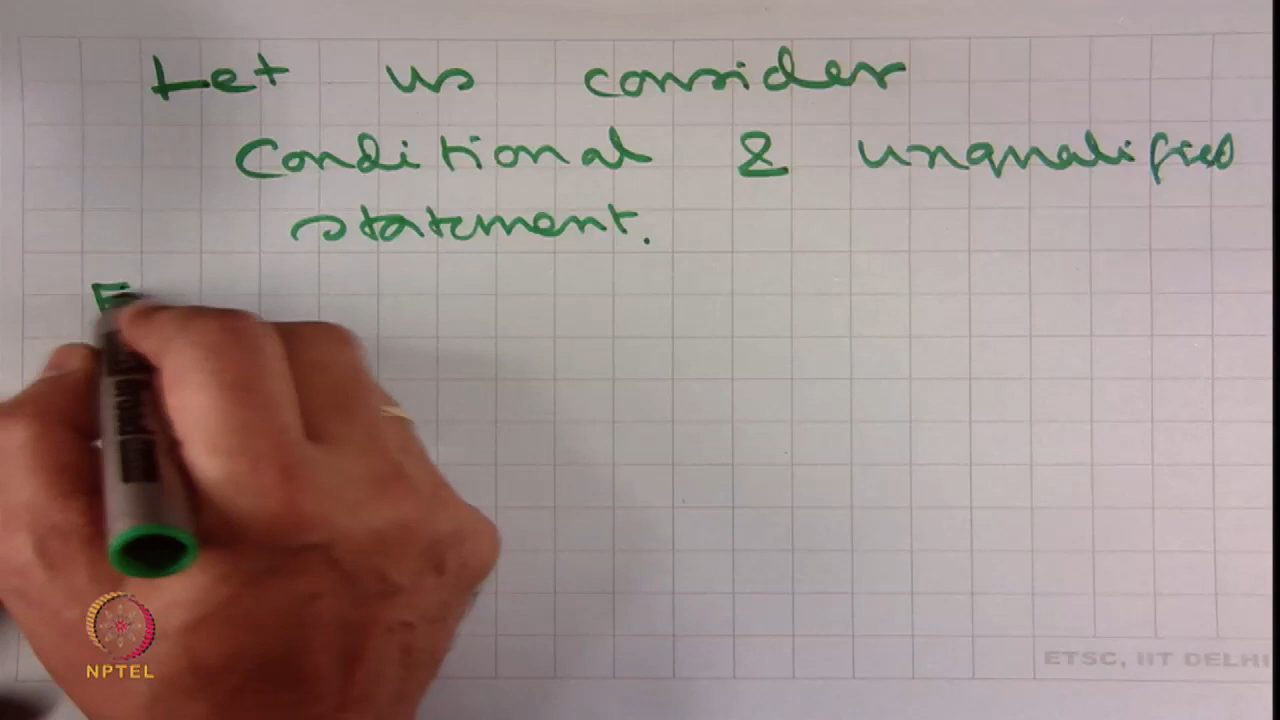 Let us consider
Conditional & unqualified
statement.
E
NPTEL
ETSC, IIT DELHI